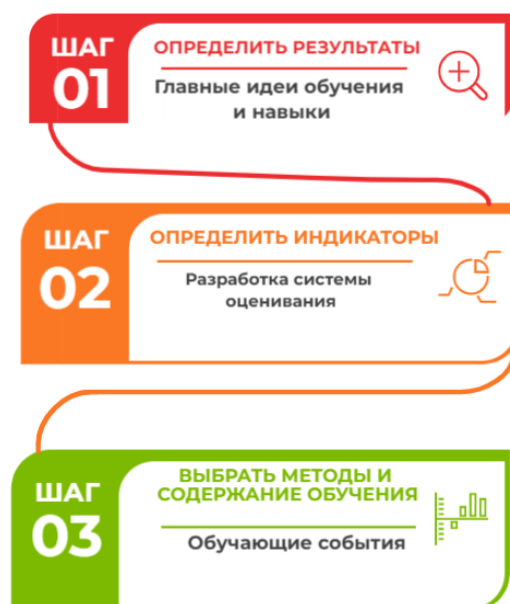 ШАГ
01
ОПРЕДЕЛИТЬ РЕЗУЛЬТАТЫ
Главные идеи обучения
и навыки
ШАГ
02
ОПРЕДЕЛИТЬ ИНДИКАТОРЫ
Разработка системы
оценивания
ШАГ
03
ВЫБРАТЬ МЕТОДЫ И
СОДЕРЖАНИЕ ОБУЧЕНИЯ
Обучающие события